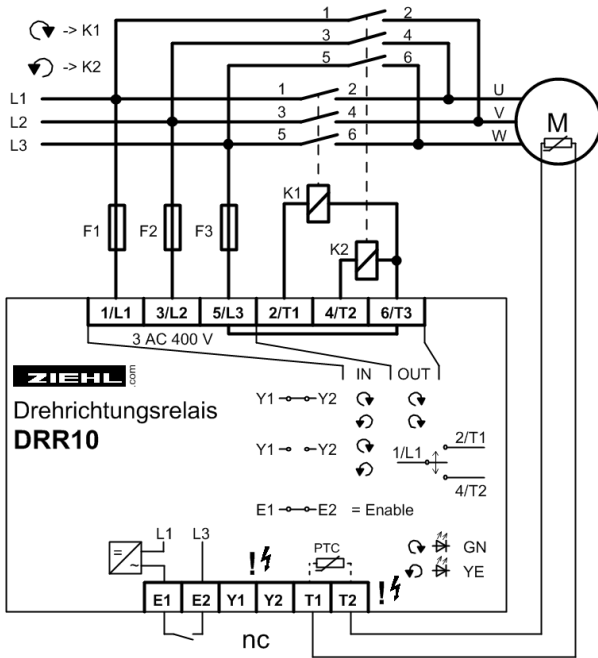 1 2
-> K1 3 4
-> K2 5 6
L1 1 2 U
L2 3 4 V M
L3 5 6 W
K1
F1 F2 F3 K2
1/L1 3/L2 5/L3 2/T1 4/T2 6/T3
3 AC 400 V
ZIEHL .com
IN OUT
Drehrichtungsrelais
DRR10
Y1 Y2
Y1 Y2
2/T1
1/L1
4/T2
E1 E2 = Enable
L1 L3
= ~
! PTC GN
YE
E1 E2 Y1 Y2 T1 T2 !
nc